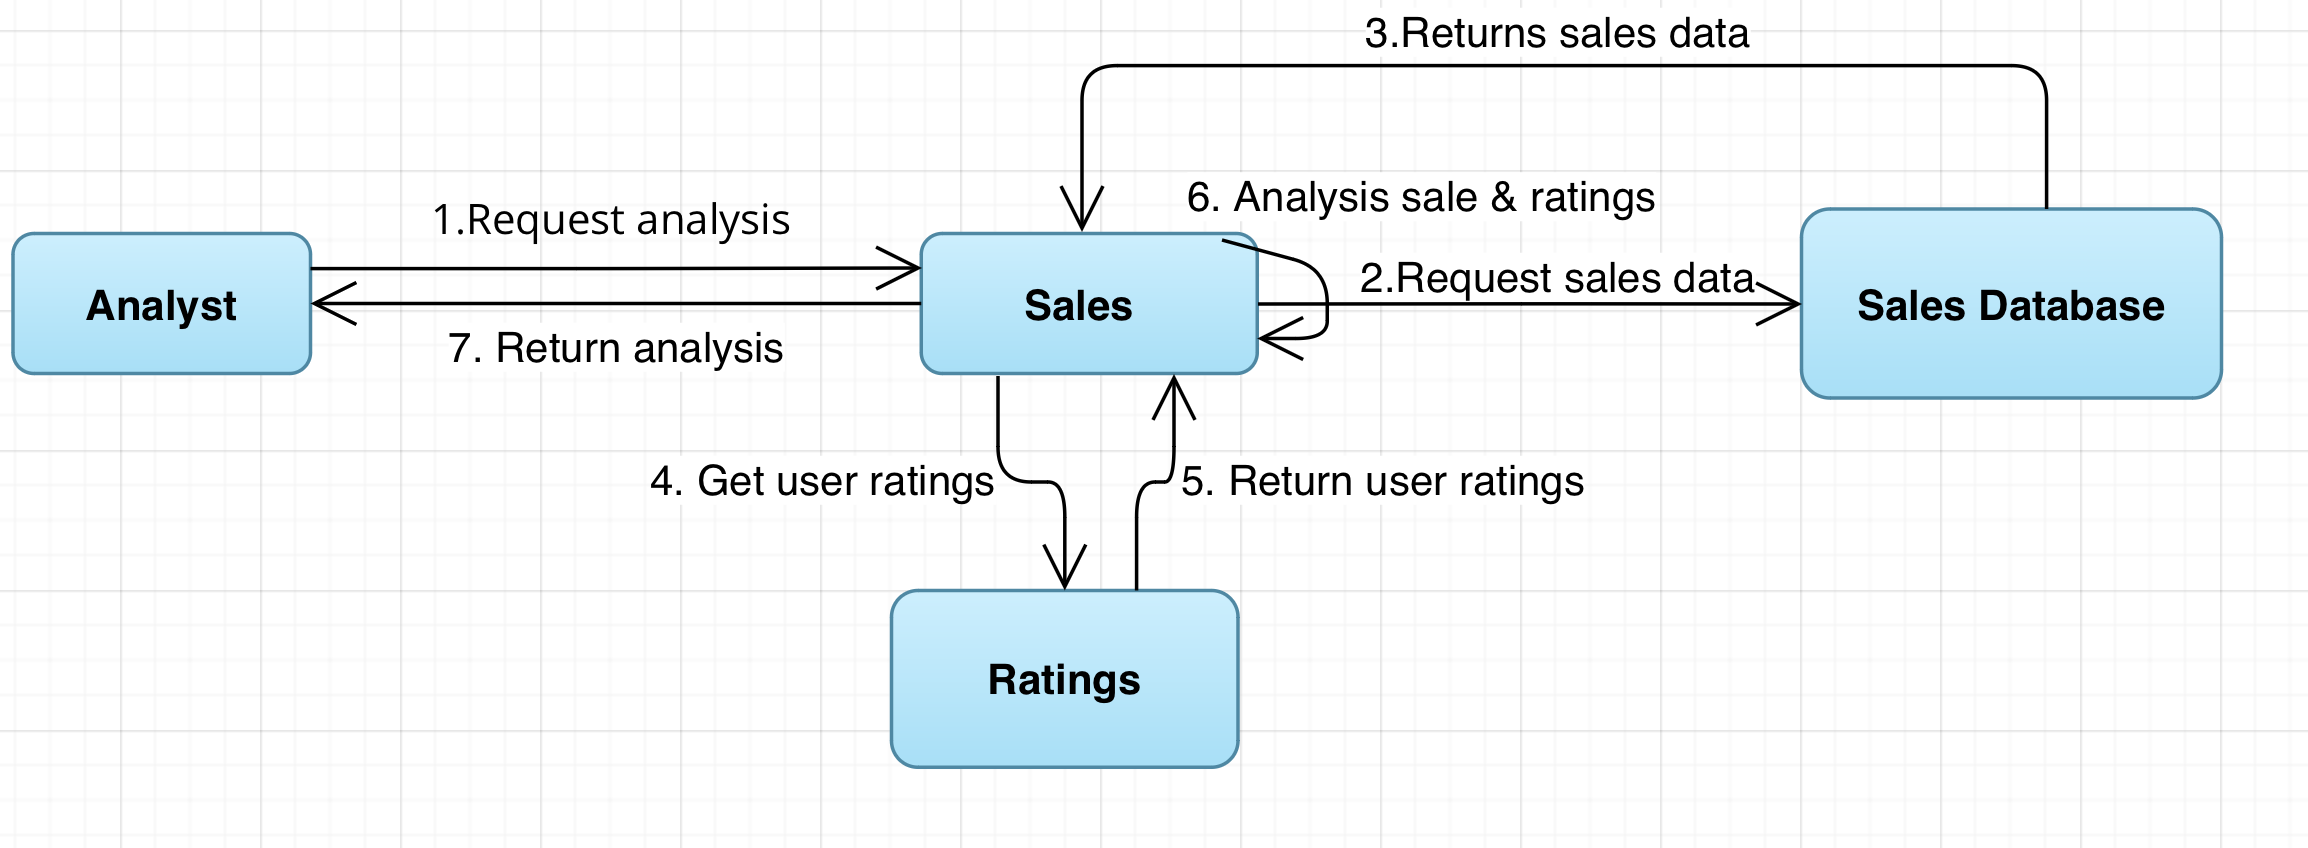 3.Returns sales data
6. Analysis sale & ratings
1.Request analysis
2.Request sales data
Analyst
Sales
Sales Database
7. Return analysis
4. Get user ratings
5. Return user ratings
Ratings